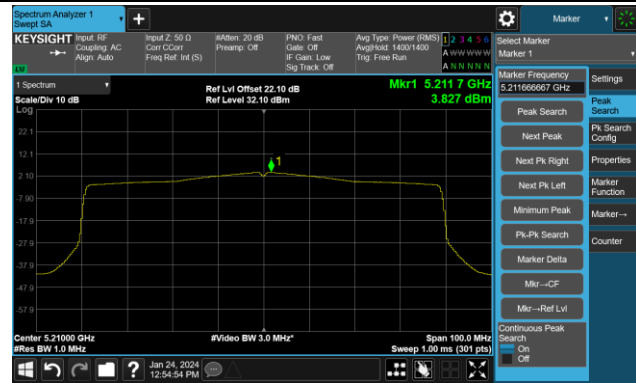 Spectrum Analyzer 1
Swept SA
+
Marker
KEYSIGHT
Input: RF
Coupling: AC
Align: Auto
Input Z: 50 Ω
Corr CCorr
Freq Ref: Int (S)
#Atten: 20 dB
Preamp: Off
PNO: Fast
Gate: Off
IF Gain: Low
Sig Track: Off
Avg Type: Power (RMS)
Avg|Hold: 1400/1400
Trig: Free Run
1 2 3 4 5 6
A W W W W W
A N N N N N
Select Marker
Marker 1
1 Spectrum
Scale/Div 10 dB
Log
Ref Lvl Offset 22.10 dB
Ref Level 32.10 dBm
Mkr1 5.211 7 GHz
3.827 dBm
22.1
12.1
2.10
-7.90
-17.9
-27.9
-37.9
-47.9
-57.9
1
Center 5.21000 GHz
#Res BW 1.0 MHz
#Video BW 3.0 MHz*
Span 100.0 MHz
Sweep 1.00 ms (301 pts)
Marker Frequency
5.211666667 GHz
Peak Search
Next Peak
Next Pk Right
Next Pk Left
Minimum Peak
Pk-Pk Search
Marker Delta
Mkr→CF
Mkr→Ref Lvl
Continuous Peak
Search
On
Off
Settings
Peak
Search
Pk Search
Config
Properties
Marker
Function
Marker→
Counter
?
Jan 24, 2024
12:54:54 PM